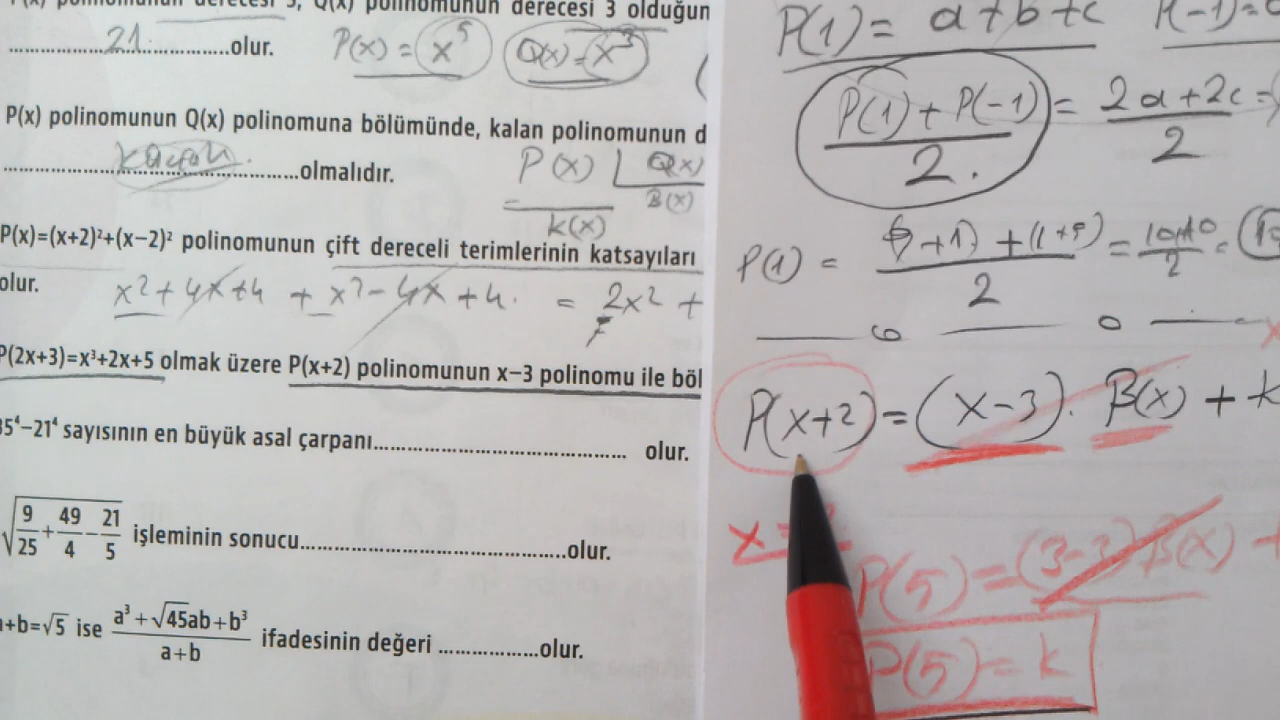 polinomunun derecesi 5, Q(x) polinomunun derecesi 3 olduğun
21 olur. P(x) = x⁵ Q(x) = x³
P(x) polinomunun Q(x) polinomuna bölümünde, kalan polinomunun d
olmalıdır. P(x) Q(x)
B(x)
k(x)
P(x)=(x+2)²+(x−2)² polinomunun çift dereceli terimlerinin katsayıları
olur. x²+4x+4 + x²−4x+4 = 2x² +
P(2x+3)=x³+2x+5 olmak üzere P(x+2) polinomunun x−3 polinomu ile böl
35⁴−21⁴ sayısının en büyük asal çarpanı.......................................... olur.
√9/25+49/4−21/5 işleminin sonucu..........................................olur.
a+b=√5 ise a³+√45ab+b³/a+b ifadesinin değeri ...................olur.
P(1)= a+b+c P(-1)=
P(1)+P(-1)/2 = 2a+2c/2 =
P(1) =
2
P(x+2)=(x-3).B(x)+k
x=
P(5)=(3-3)B(x)+
P(5)=k